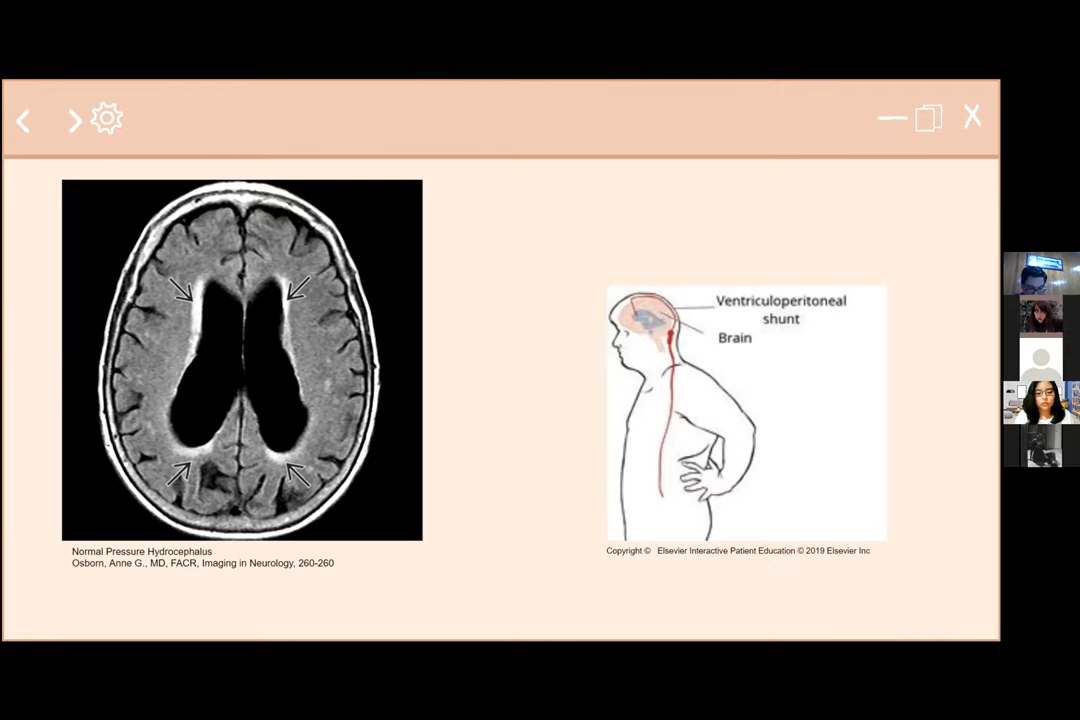 Ventriculoperitoneal
shunt
Brain
Normal Pressure Hydrocephalus
Osborn, Anne G., MD, FACR, Imaging in Neurology, 260-260
Copyright © Elsevier Interactive Patient Education © 2019 Elsevier Inc